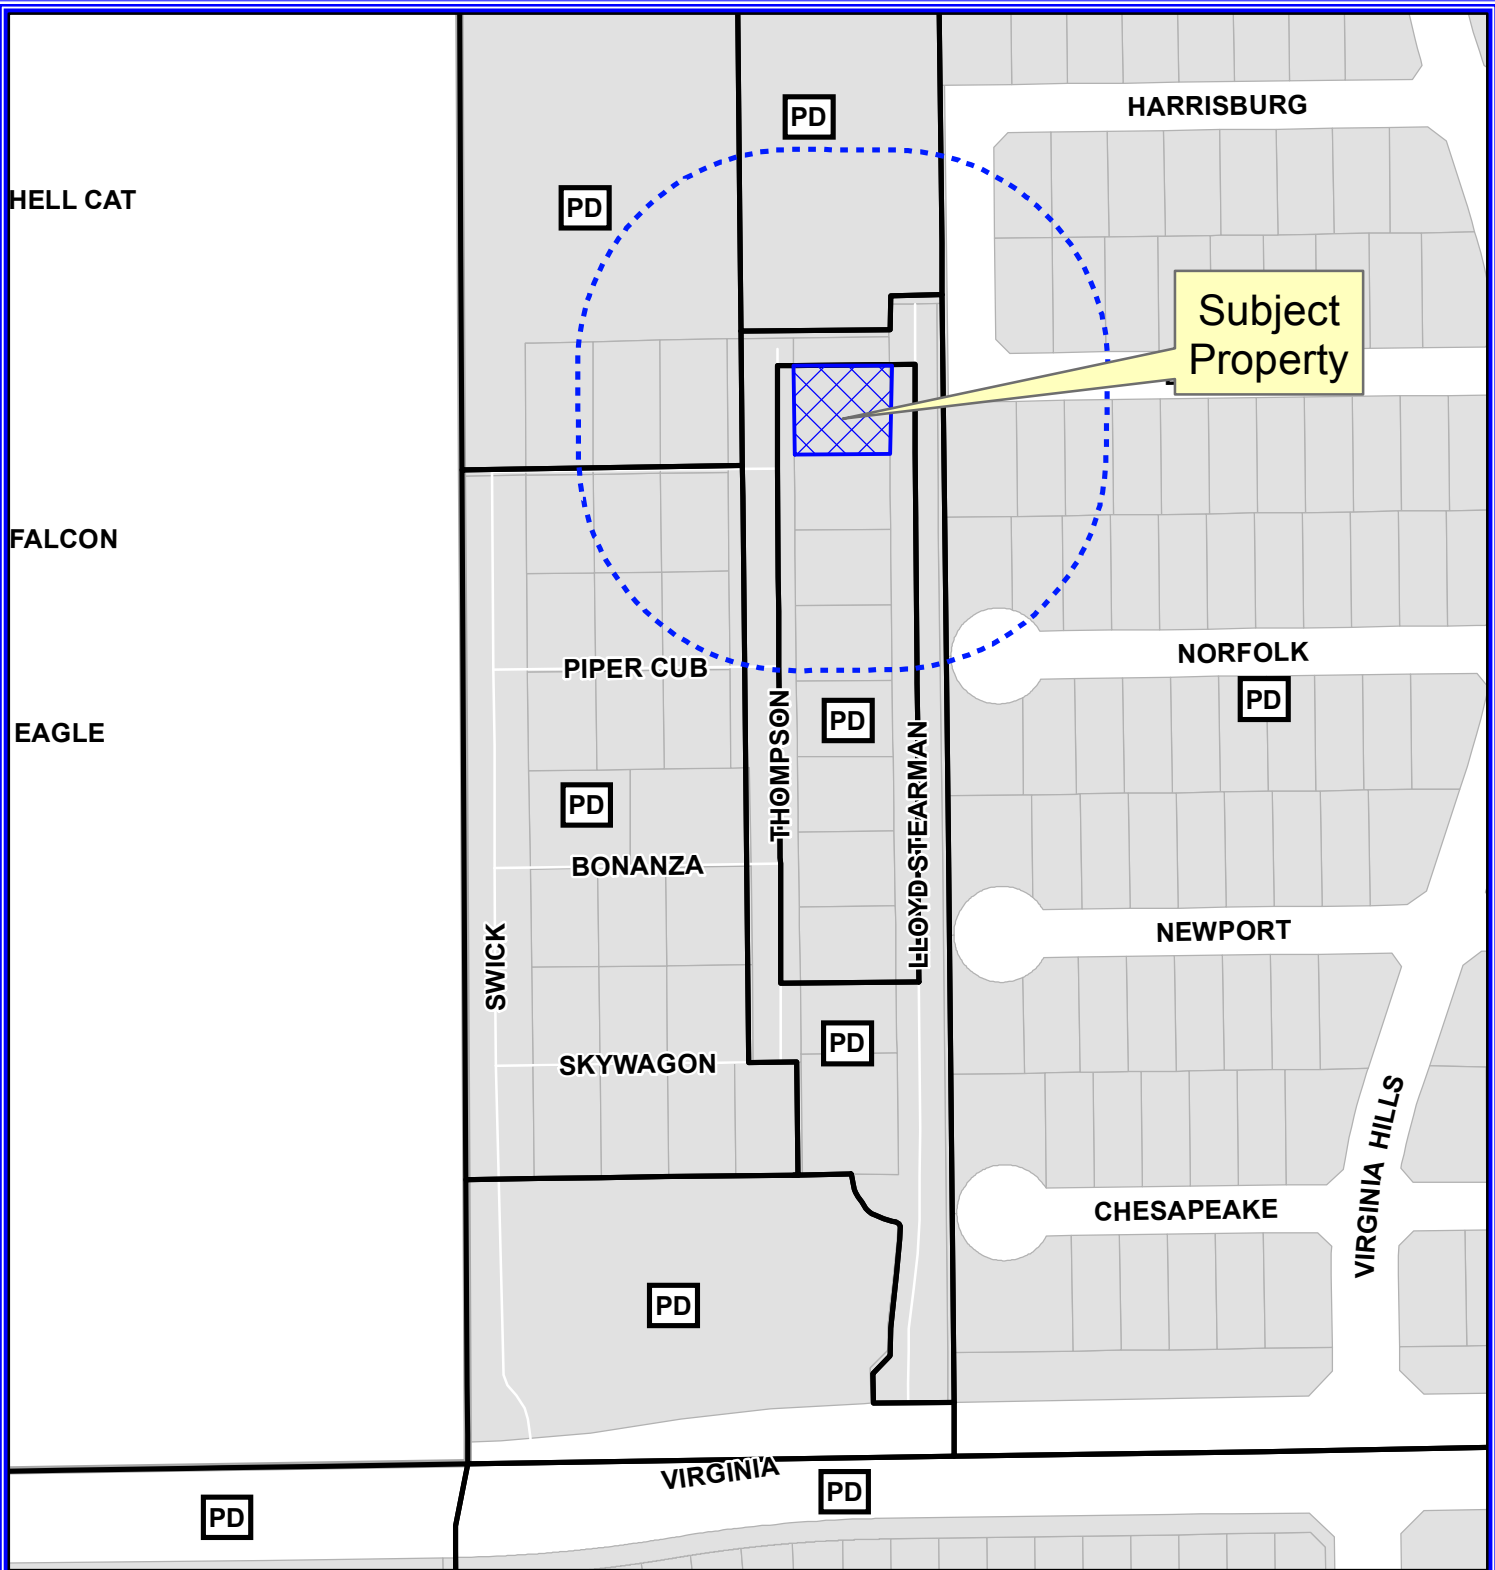 HARRISBURG
PD
HELL CAT
PD
Subject
Property
FALCON
NORFOLK
PIPER CUB
PD
THOMPSON
PD
LLOYD STEARMAN
EAGLE
PD
BONANZA
NEWPORT
SWICK
PD
SKYWAGON
VIRGINIA HILLS
CHESAPEAKE
PD
VIRGINIA
PD
PD